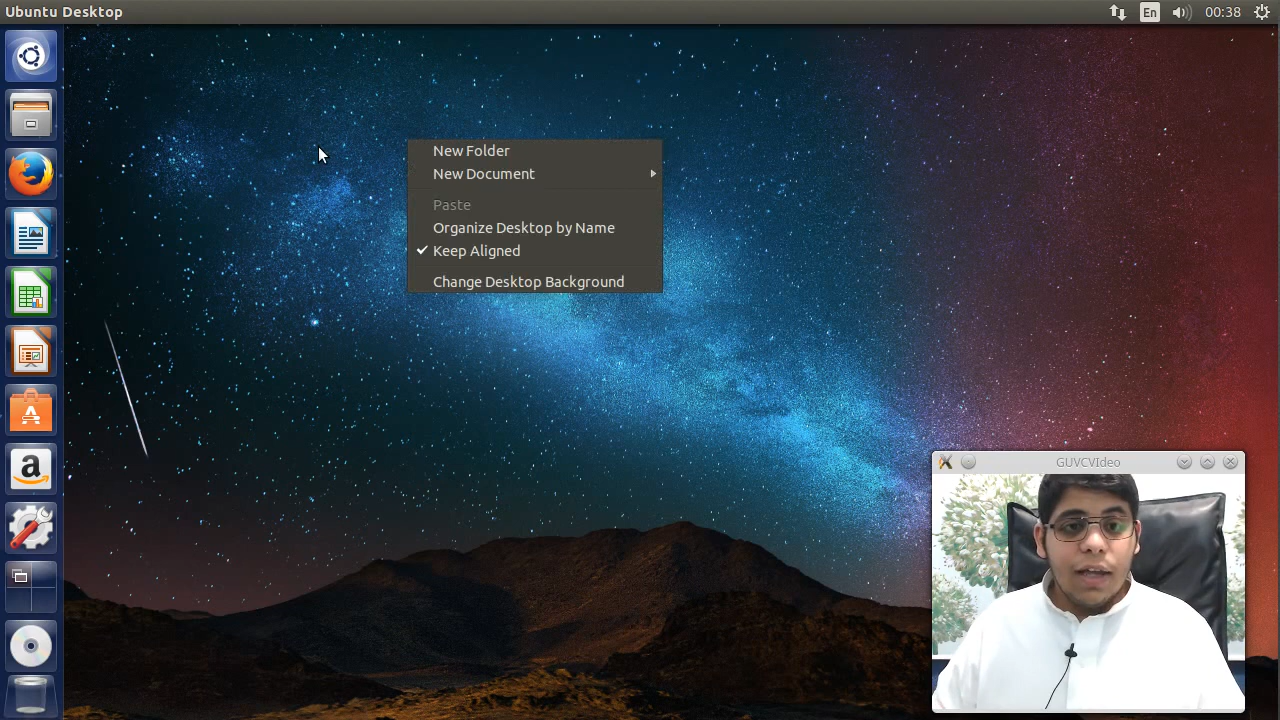 Ubuntu Desktop
En
00:38
New Folder
New Document
Paste
Organize Desktop by Name
Keep Aligned
Change Desktop Background
GUVCVIdeo